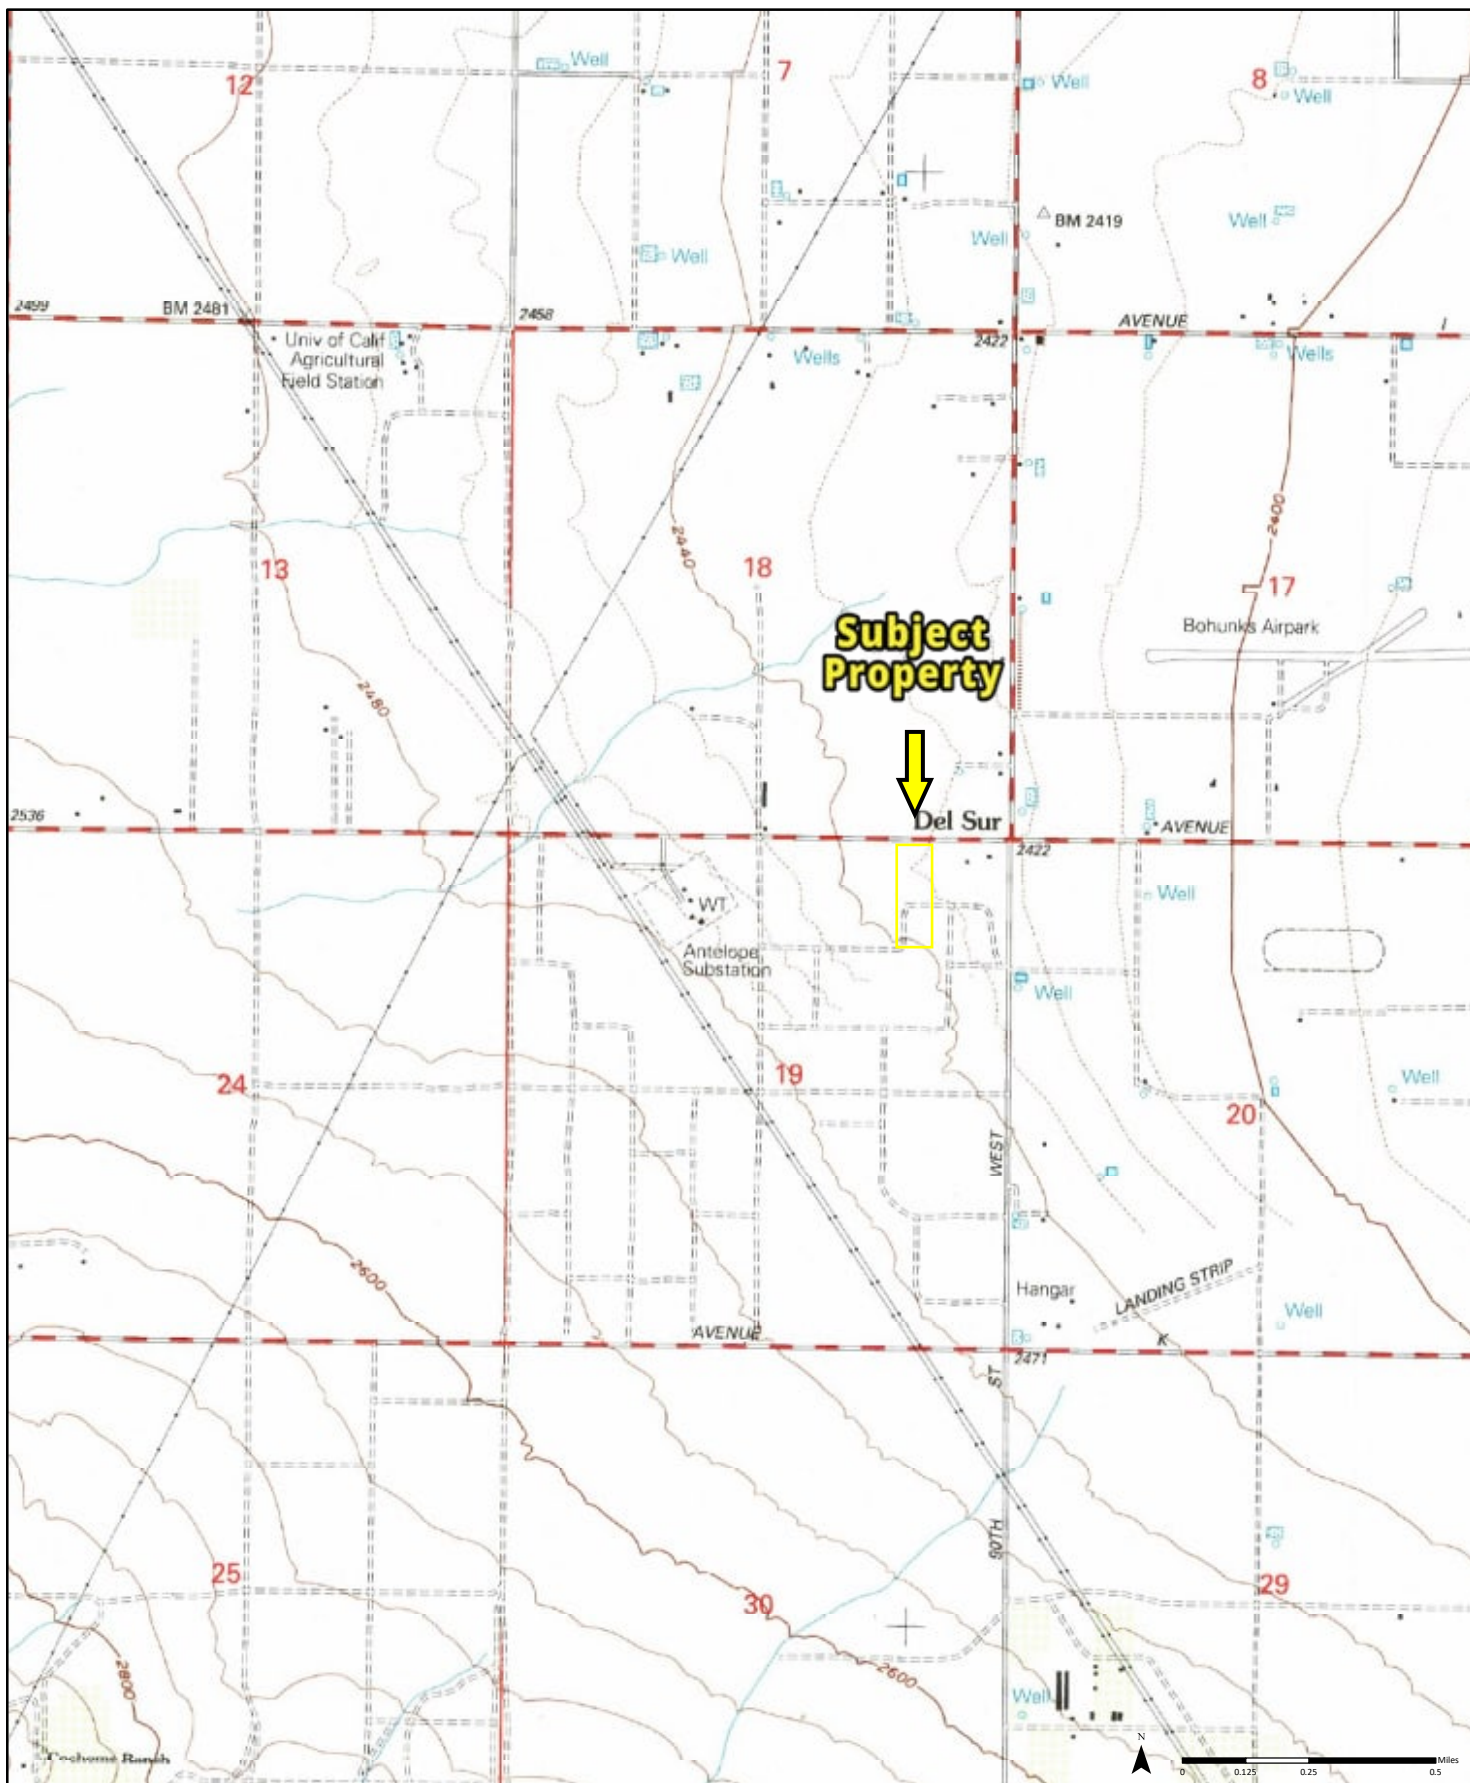 Well
7
8
12
Well
Well
BM 2419
Well
Well
Well
2499
BM 2481
2468
AVENUE
I
Univ of Calif
Agricultural
Field Station
Wells
2422
Wells
2440
2400
13
18
17
Subject
Property
Bohunks Airpark
2480
2536
Del Sur
AVENUE
2422
WT
Well
Antelope
Substation
Well
24
19
Well
20
WEST
2600
Hangar
LANDING STRIP
Well
AVENUE
K
2471
ST
90TH
25
30
29
2800
2600
Well
N
Miles
0
0.125
0.25
0.5